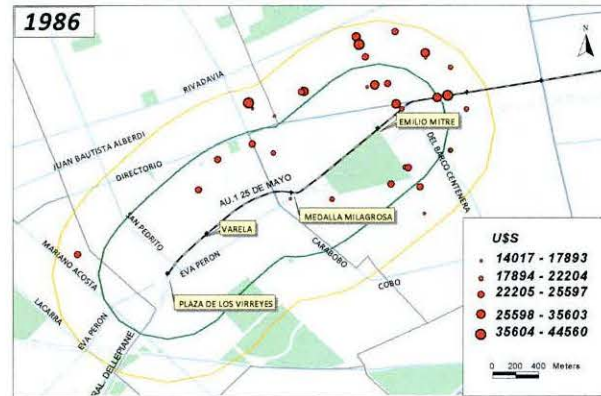 1986
N
RIVADAVIA
JUAN BAUTISTA ALBERDI
DIRECTORIO
EMILIO MITRE
DEL BARCO CENTENERA
AU.1 25 DE MAYO
SAN PEDRITO
MEDALLA MILAGROSA
VARELA
CARABOBO
MARIANO ACOSTA
EVA PERON
COBO
PLAZA DE LOS VIRREYES
LACARRA
EVA PERON
GRAL. DELLEPIANE
U$S
14017 - 17893
17894 - 22204
22205 - 25597
25598 - 35603
35604 - 44560
0 200 400 Meters